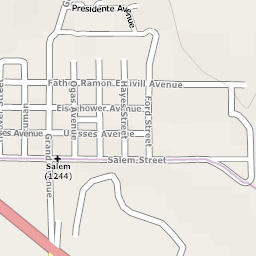 Presidente Avenue
Father Ramon Estivill Avenue
Eisenhower Avenue
Ulysses Avenue
Salem Street
Salem
(1244)
Grand Avenue
Hayes Street
Ford Street